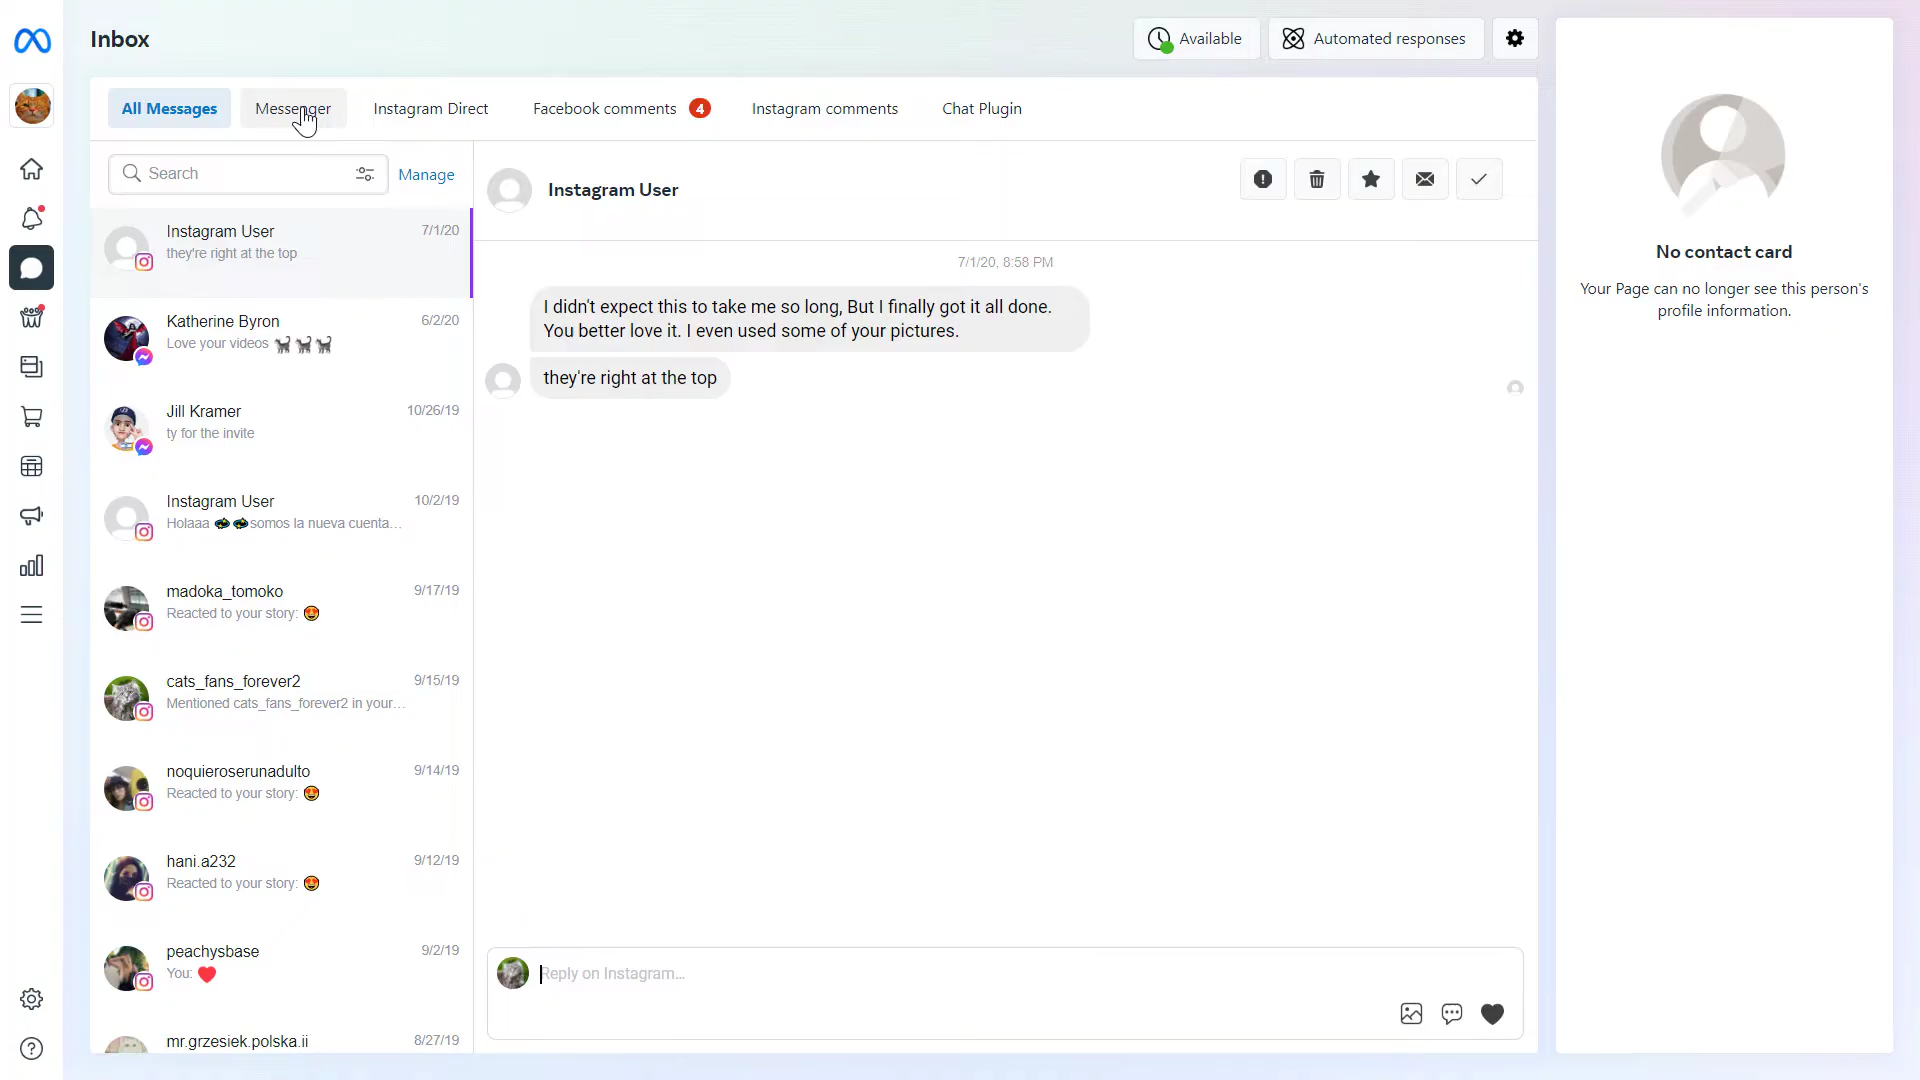 Inbox
Available
Automated responses
All Messages
Messenger
Instagram Direct
Facebook comments 4
Instagram comments
Chat Plugin
Search
Manage
Instagram User 7/1/20
they're right at the top
Katherine Byron 6/2/20
Love your videos 🐈‍⬛🐈‍⬛🐈‍⬛
Jill Kramer 10/26/19
ty for the invite
Instagram User 10/2/19
Holaaa 💫💫somos la nueva cuenta...
madoka_tomoko 9/17/19
Reacted to your story: 😍
cats_fans_forever2 9/15/19
Mentioned cats_fans_forever2 in your...
noquieroserunadulto 9/14/19
Reacted to your story: 😍
hani.a232 9/12/19
Reacted to your story: 😍
peachysbase 9/2/19
You: ❤️
mr.grzesiek.polska.ii 8/27/19
Instagram User
7/1/20, 8:58 PM
I didn't expect this to take me so long, But I finally got it all done.
You better love it. I even used some of your pictures.
they're right at the top
Reply on Instagram...
No contact card
Your Page can no longer see this person's
profile information.